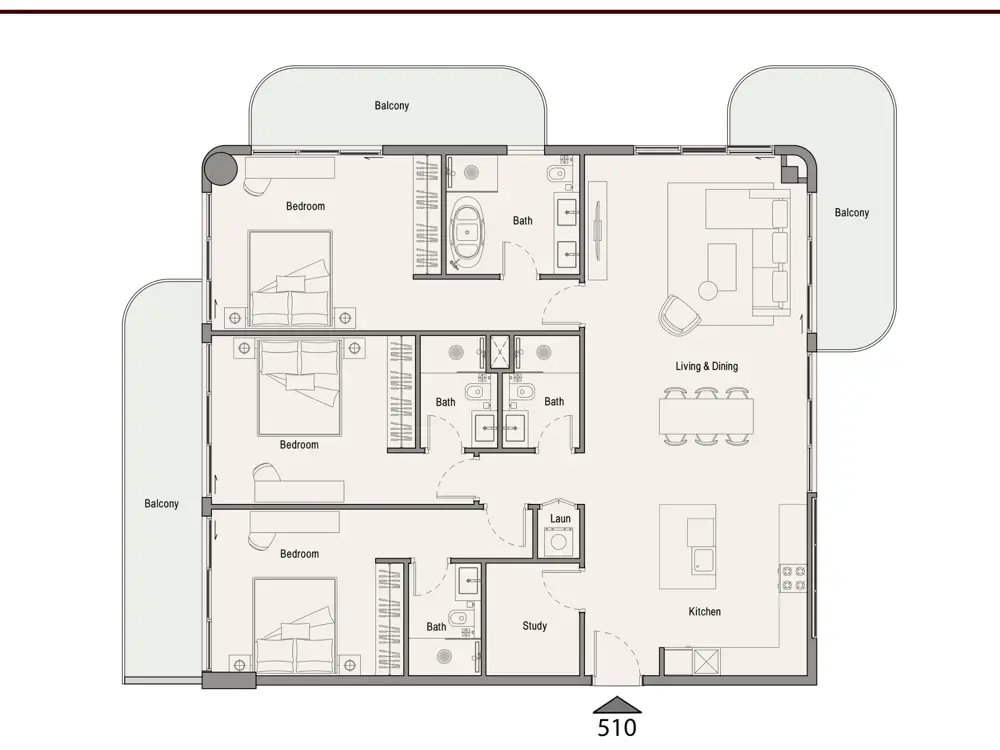 Balcony
Bedroom
Bath
Balcony
Living & Dining
Bath
Bath
Bedroom
Balcony
Laun
Bedroom
Kitchen
Bath
Study
510